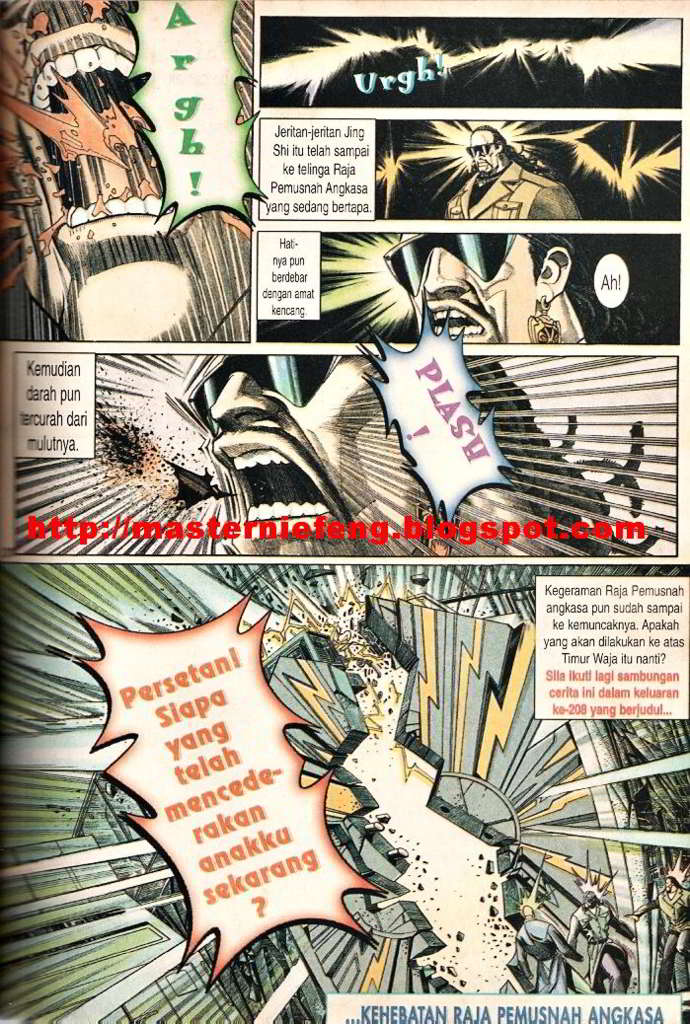 Argh!
Urgh!
Jeritan-jeritan Jing
Shi itu telah sampai
ke telinga Raja
Pemusnah Angkasa
yang sedang bertapa.
Hati-
nya pun
berdebar
dengan amat
kencang.
Ah!
Kemudian
darah pun
tercurah dari
mulutnya.
PLASH
!
http://masterniefeng.blogspot.com
Kegeraman Raja Pemusnah
angkasa pun sudah sampai
ke kemuncaknya. Apakah
yang akan dilakukan ke atas
Timur Waja itu nanti?
Sila ikuti lagi sambungan
cerita ini dalam keluaran
ke-208 yang berjudul...
Persetan!
Siapa
yang
telah
mencede-
rakan
anakku
sekarang
?
...KEHEBATAN RAJA PEMUSNAH ANGKASA